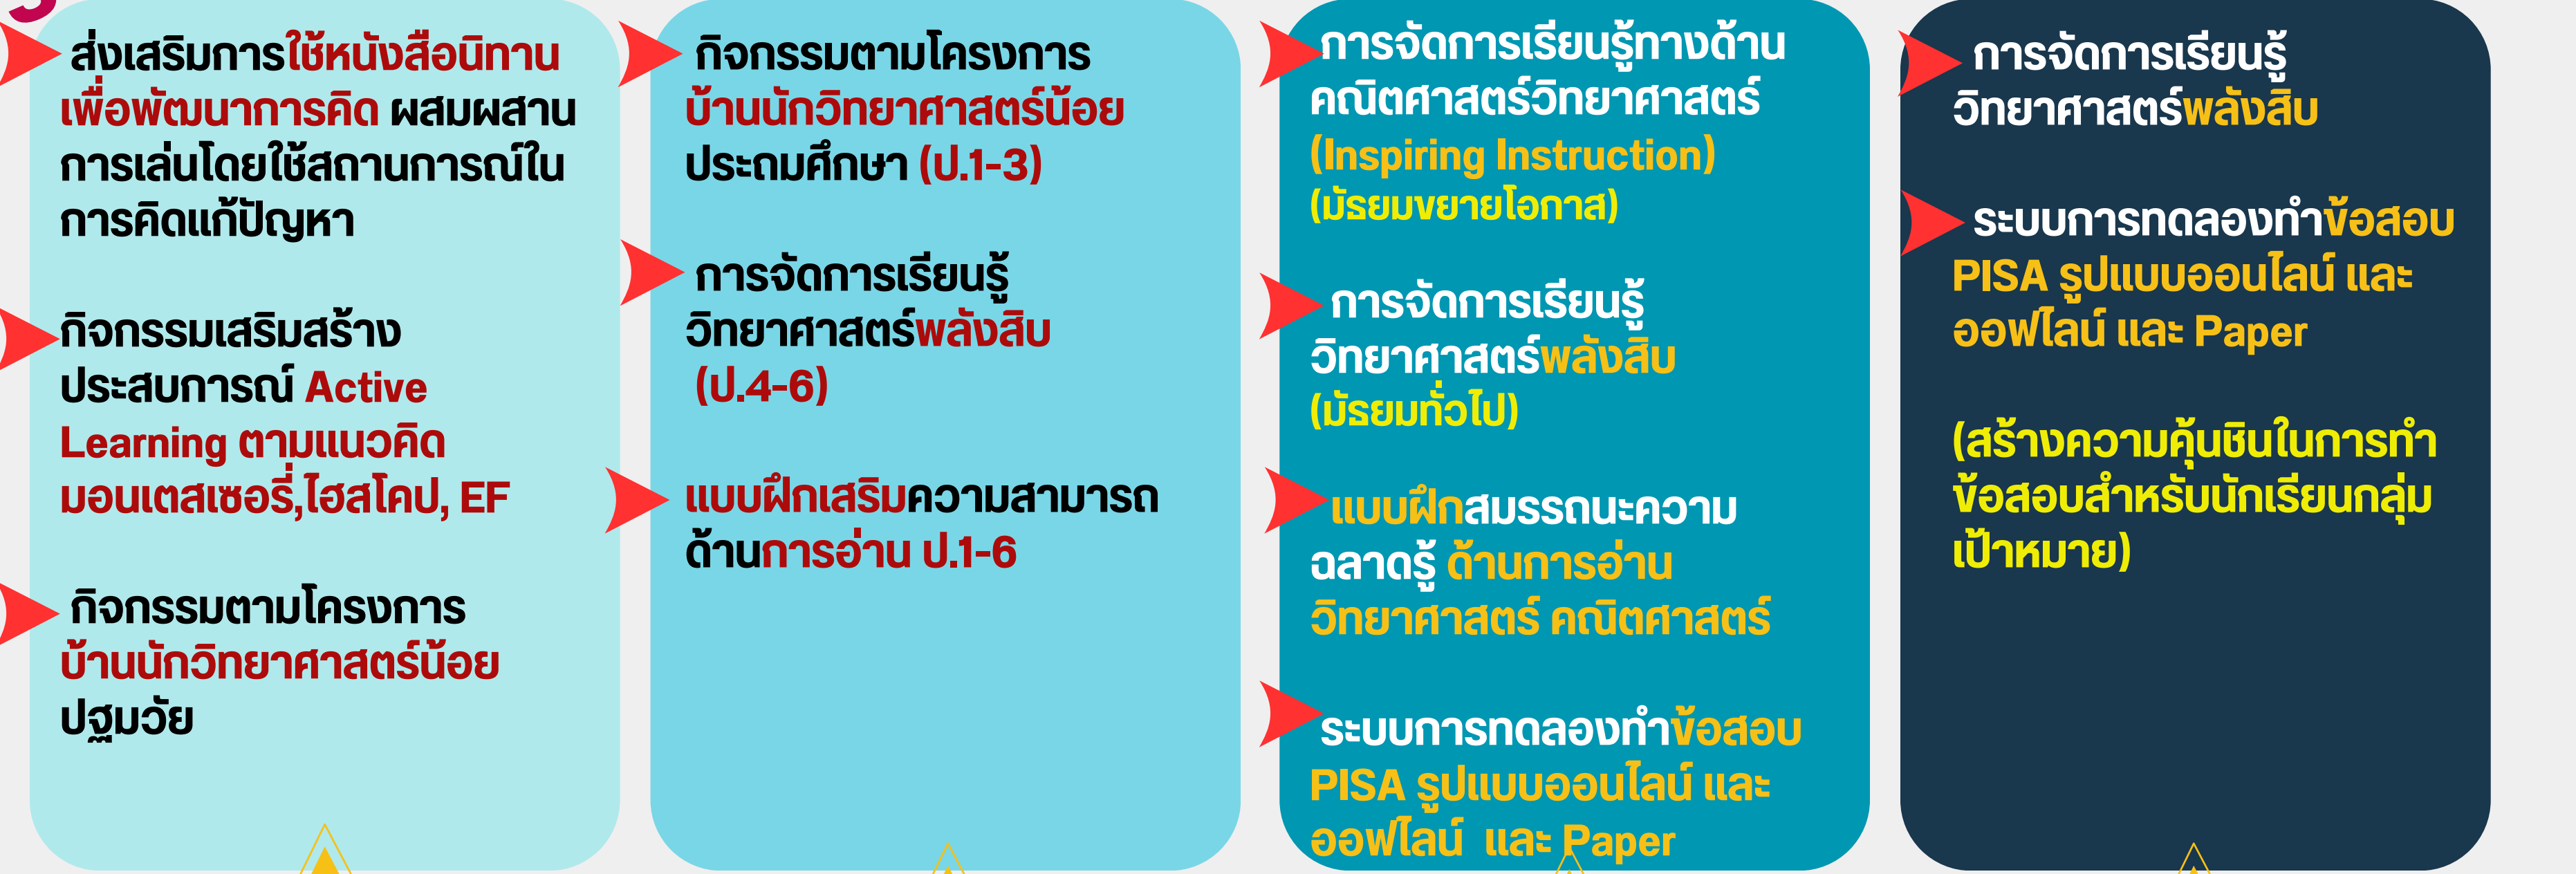 ส่งเสริมการใช้หนังสือนิทาน
เพื่อพัฒนาการคิด ผสมผสาน
การเล่นโดยใช้สถานการณ์ใน
การคิดแก้ปัญหา
กิจกรรมเสริมสร้าง
ประสบการณ์ Active
Learning ตามแนวคิด
มอนเตสเซอรี่,ไฮสโคป, EF
กิจกรรมตามโครงการ
บ้านนักวิทยาศาสตร์น้อย
ปฐมวัย
กิจกรรมตามโครงการ
บ้านนักวิทยาศาสตร์น้อย
ประถมศึกษา (ป.1-3)
การจัดการเรียนรู้
วิทยาศาสตร์พลังสิบ
(ป.4-6)
แบบฝึกเสริมความสามารถ
ด้านการอ่าน ป.1-6
การจัดการเรียนรู้ทางด้าน
คณิตศาสตร์วิทยาศาสตร์
(Inspiring Instruction)
(มัธยมขยายโอกาส)
การจัดการเรียนรู้
วิทยาศาสตร์พลังสิบ
(มัธยมทั่วไป)
แบบฝึกสมรรถนะความ
ฉลาดรู้ ด้านการอ่าน
วิทยาศาสตร์ คณิตศาสตร์
ระบบการทดลองทำข้อสอบ
PISA รูปแบบออนไลน์ และ
ออฟไลน์ และ Paper
การจัดการเรียนรู้
วิทยาศาสตร์พลังสิบ
ระบบการทดลองทำข้อสอบ
PISA รูปแบบออนไลน์ และ
ออฟไลน์ และ Paper
(สร้างความคุ้นชินในการทำ
ข้อสอบสำหรับนักเรียนกลุ่ม
เป้าหมาย)